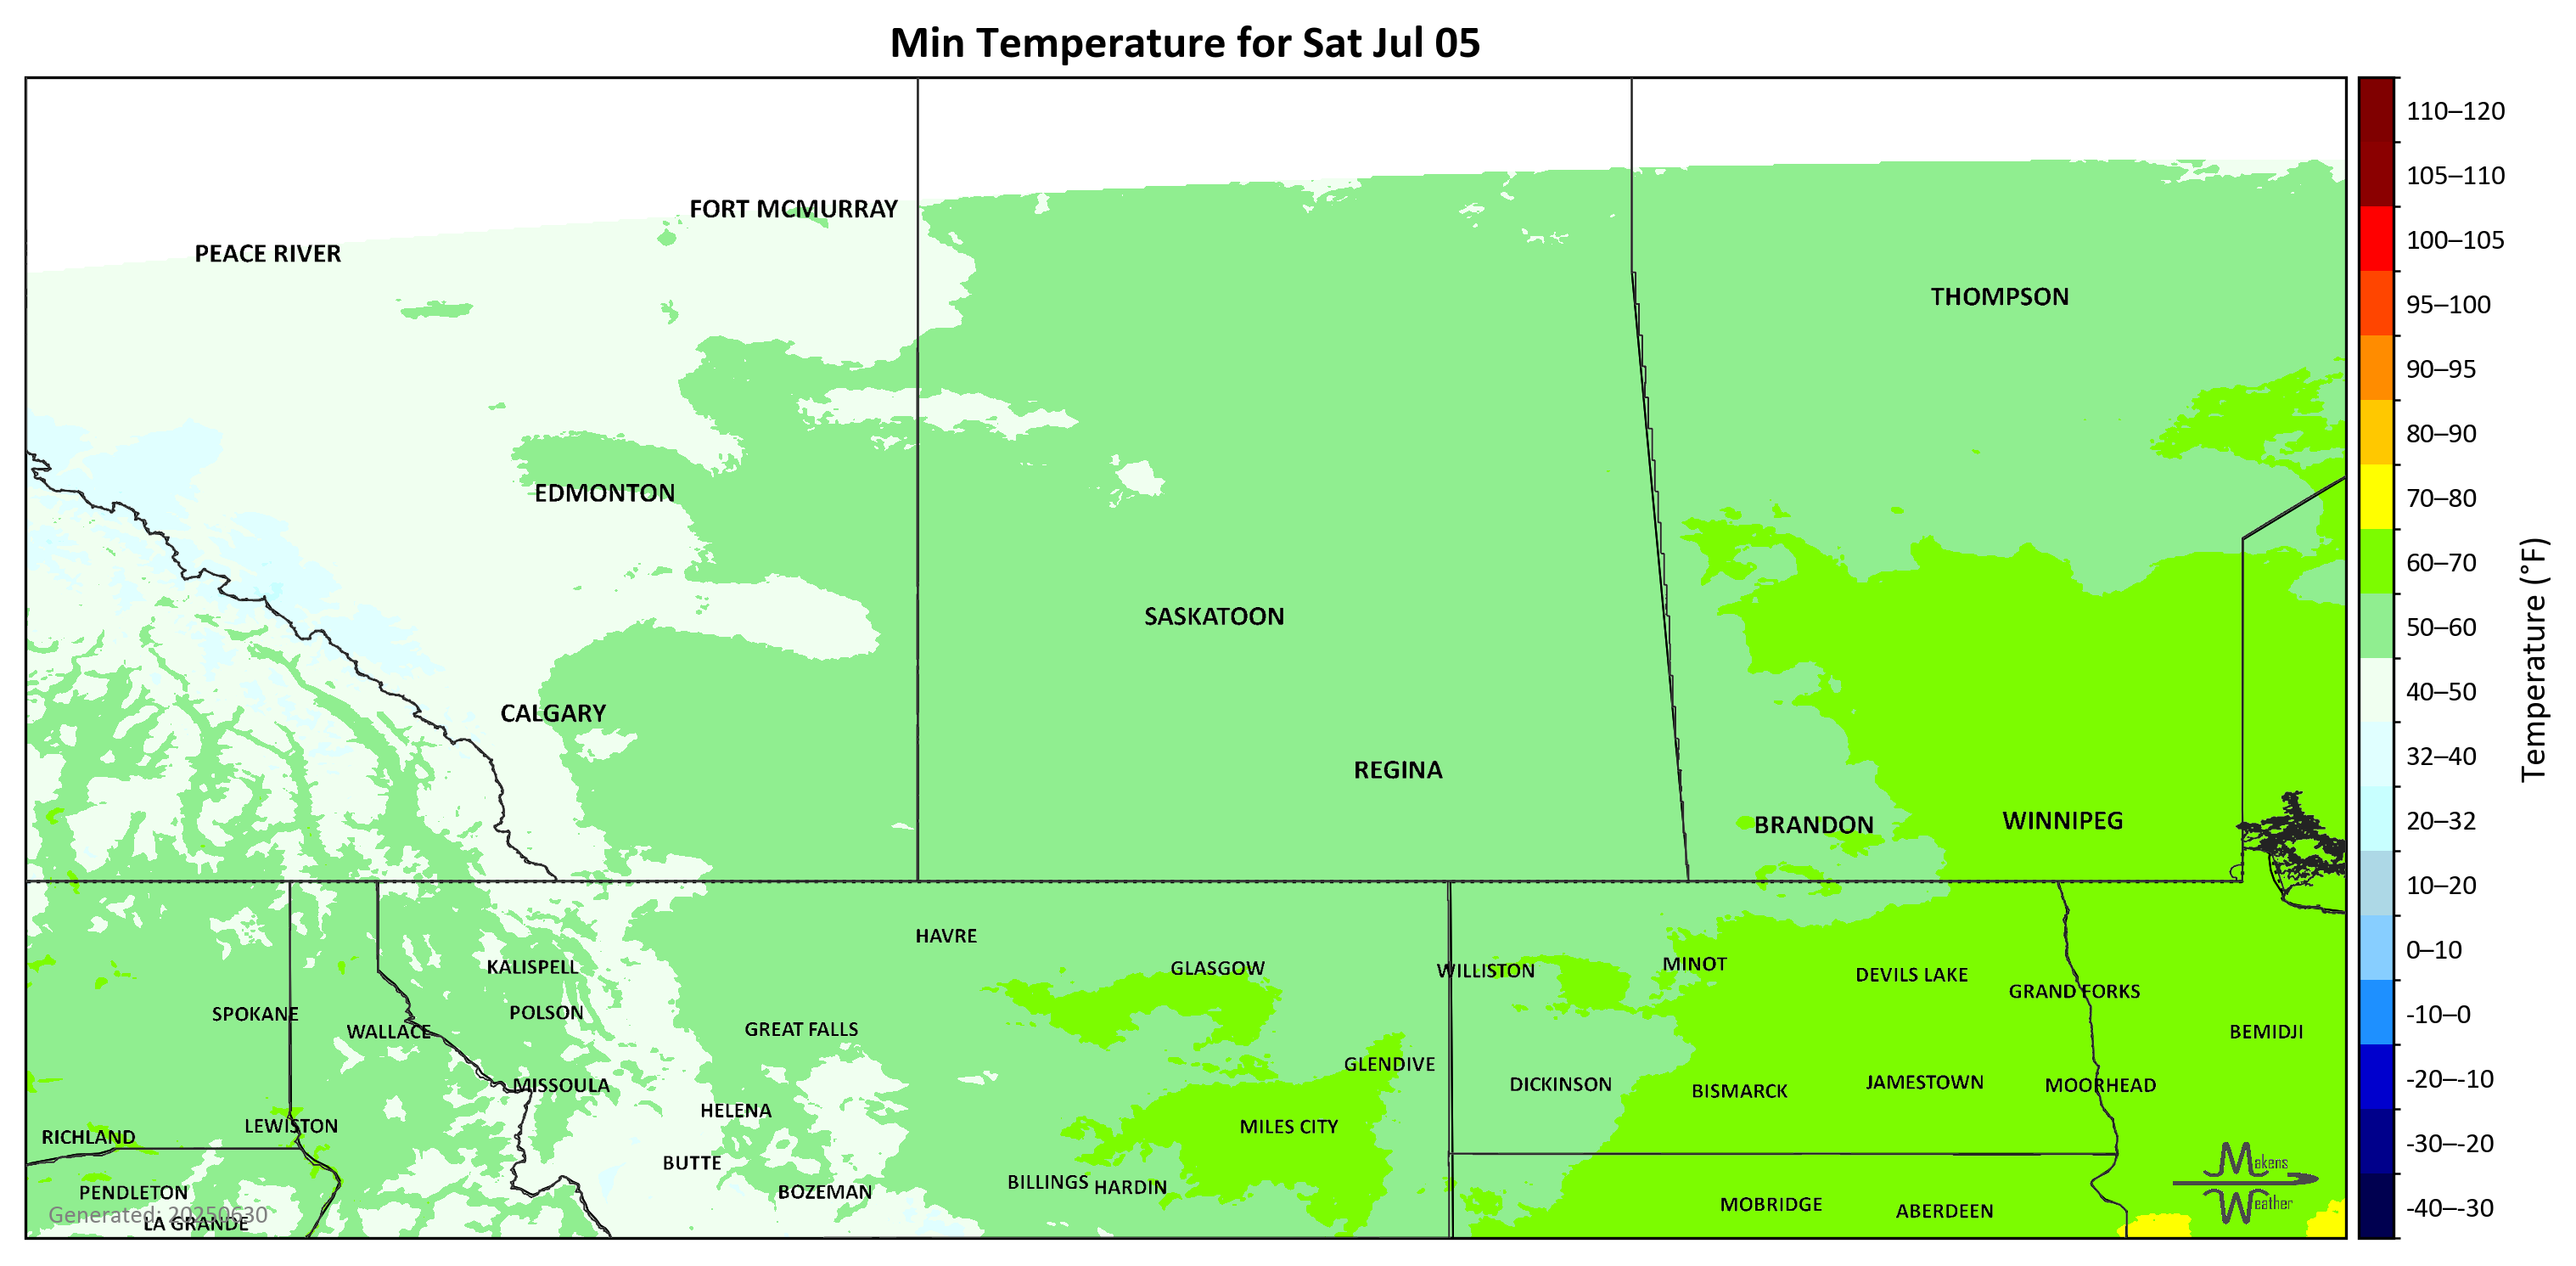 Min Temperature for Sat Jul 05
FORT MCMURRAY
PEACE RIVER
THOMPSON
EDMONTON
SASKATOON
CALGARY
REGINA
BRANDON
WINNIPEG
HAVRE
KALISPELL
GLASGOW
WILLISTON
MINOT
DEVILS LAKE
GRAND FORKS
SPOKANE
POLSON
WALLACE
GREAT FALLS
BEMIDJI
GLENDIVE
MISSOULA
DICKINSON
BISMARCK
JAMESTOWN
MOORHEAD
HELENA
LEWISTON
MILES CITY
RICHLAND
BUTTE
BILLINGS
HARDIN
PENDLETON
BOZEMAN
MOBRIDGE
ABERDEEN
Generated: 20250630
LA GRANDE
Makens
Weather
110–120
105–110
100–105
95–100
90–95
80–90
70–80
60–70
50–60
40–50
32–40
20–32
10–20
0–10
-10–0
-20–-10
-30–-20
-40–-30
Temperature (°F)